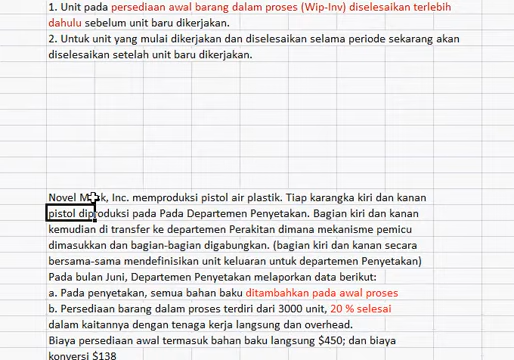 1. Unit pada persediaan awal barang dalam proses (Wip-Inv) diselesaikan terlebih
dahulu sebelum unit baru dikerjakan.
2. Untuk unit yang mulai dikerjakan dan diselesaikan selama periode sekarang akan
dikerjakan setelah unit baru dikerjakan.
Novel Inc. memproduksi pistol air plastik. Tiap karangka kiri dan kanan
pistol diproduksi pada Pada Departemen Penyetakan. Bagian kiri dan kanan
kemudian di transfer ke departemen Perakitan dimana mekanisme pemicu
dimasukkan dan bagian-bagian digabungkan. (bagian kiri dan kanan secara
bersama-sama mendefinisikan unit keluaran untuk departemen Penyetakan)
Pada bulan Juni, Departemen Penyetakan melaporkan data berikut:
a. Pada penyetakan, semua bahan baku ditambahkan pada awal proses
b. Persediaan barang dalam proses terdiri dari 3000 unit, 20 % selesai
dalam kaitannya dengan tenaga kerja langsung dan overhead.
Biaya persediaan awal termasuk bahan baku langsung $450; dan biaya
konversi $138